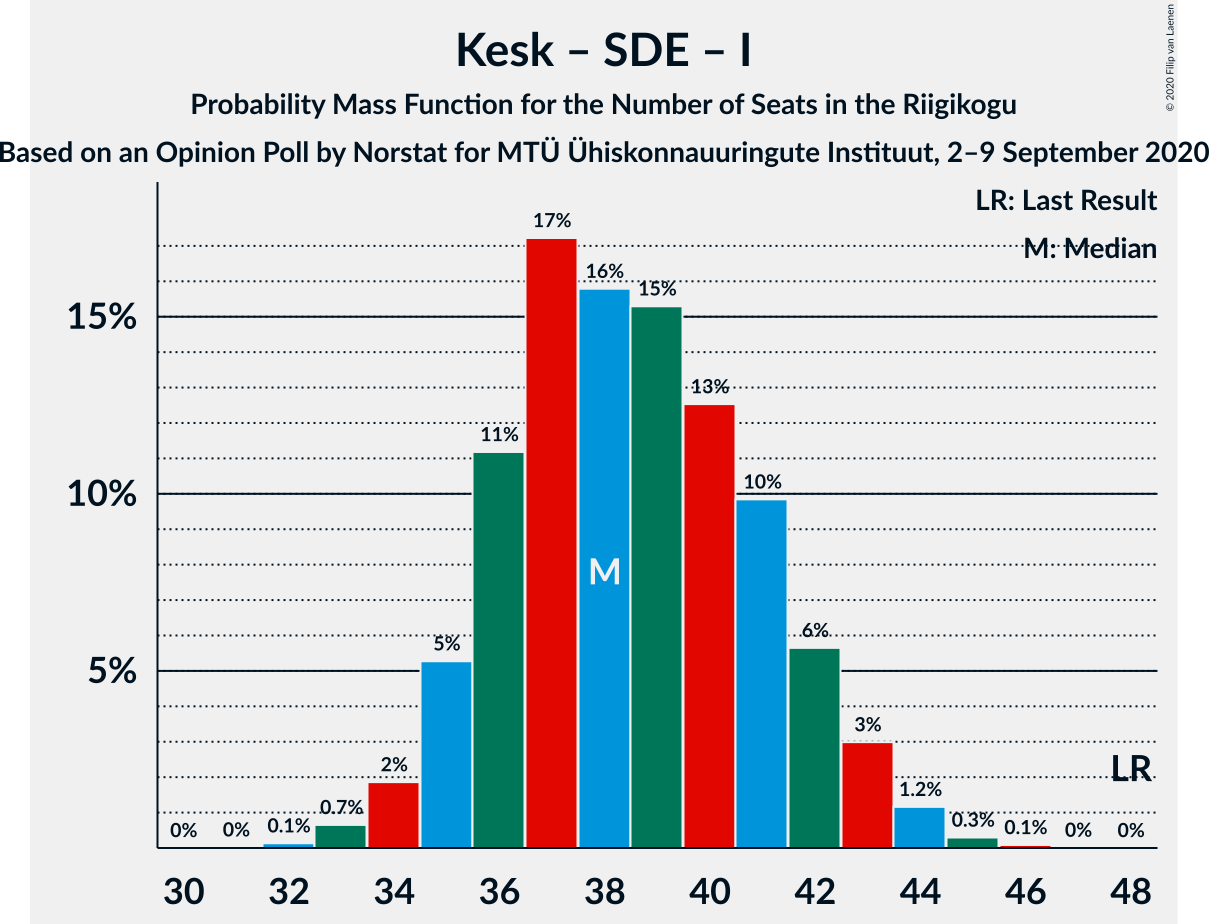 Kesk – SDE – I
Probability Mass Function for the Number of Seats in the Riigikogu
Based on an Opinion Poll by Norstat for MTÜ Ühiskonnauuringute Instituut, 2–9 September 2020
© 2020 Filip van Laenen
LR: Last Result
M: Median
17%
16%
15%
15%
13%
11%
10%
10%
M
6%
5%
5%
3%
LR
2%
1.2%
0.7%
0.3%
0% 0% 0.1% 0.1% 0% 0%
30 32 34 36 38 40 42 44 46 48